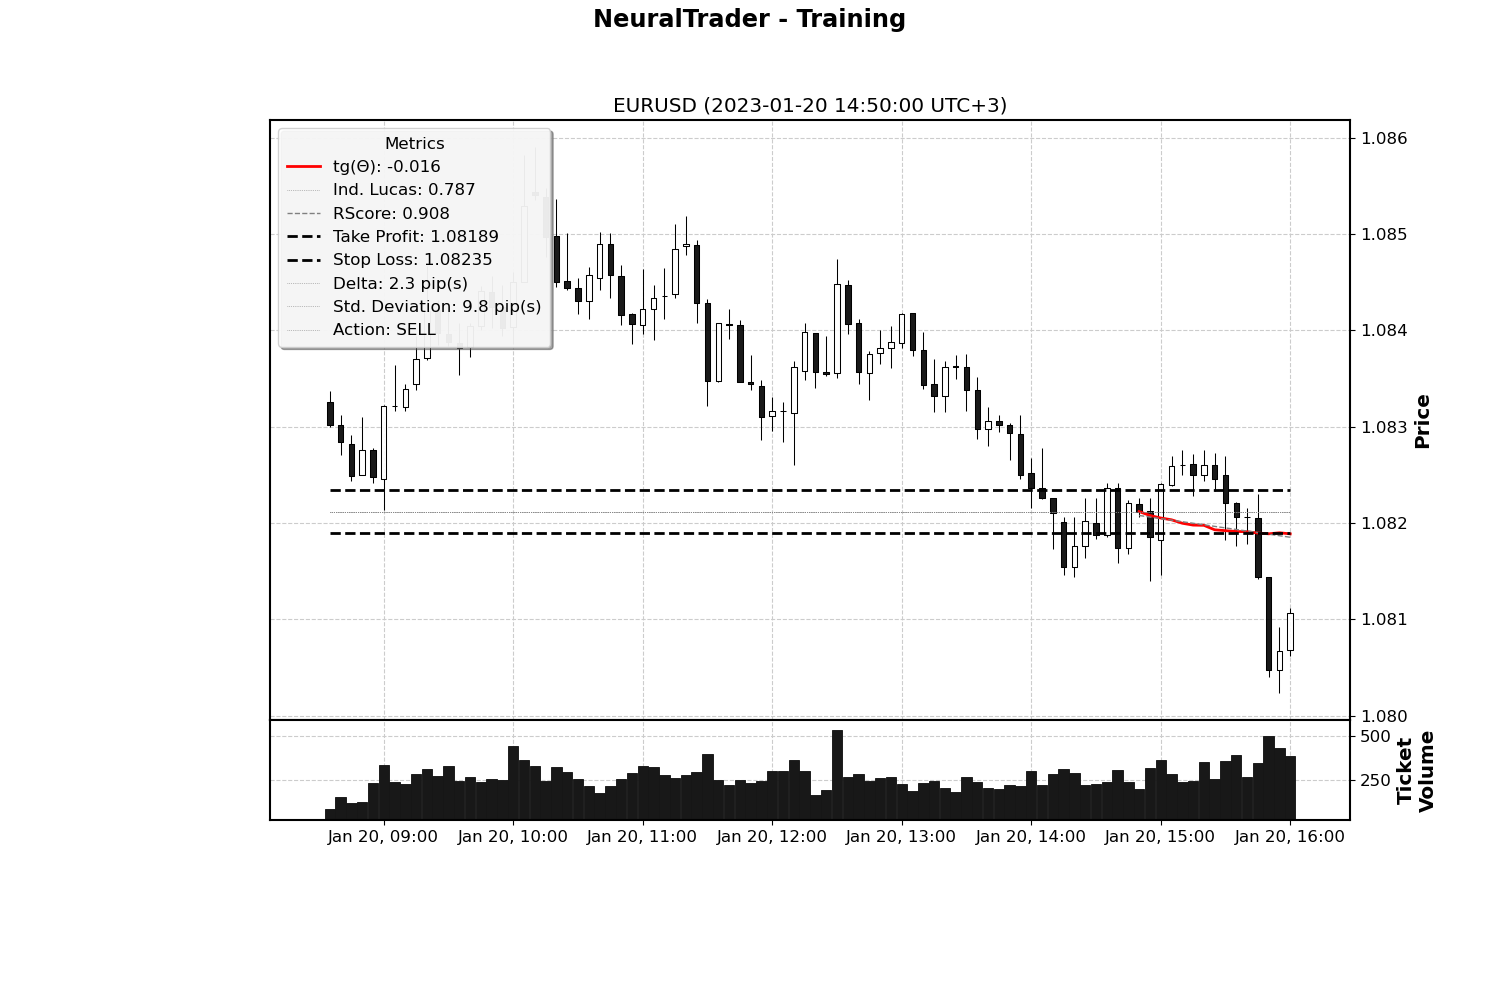 NeuralTrader - Training
EURUSD (2023-01-20 14:50:00 UTC+3)
Metrics
tg(Θ): -0.016
Ind. Lucas: 0.787
RScore: 0.908
Take Profit: 1.08189
Stop Loss: 1.08235
Delta: 2.3 pip(s)
Std. Deviation: 9.8 pip(s)
Action: SELL
1.086
1.085
1.084
1.083
1.082
1.081
1.080
Price
500
250
Ticket
Volume
Jan 20, 09:00 Jan 20, 10:00 Jan 20, 11:00 Jan 20, 12:00 Jan 20, 13:00 Jan 20, 14:00 Jan 20, 15:00 Jan 20, 16:00